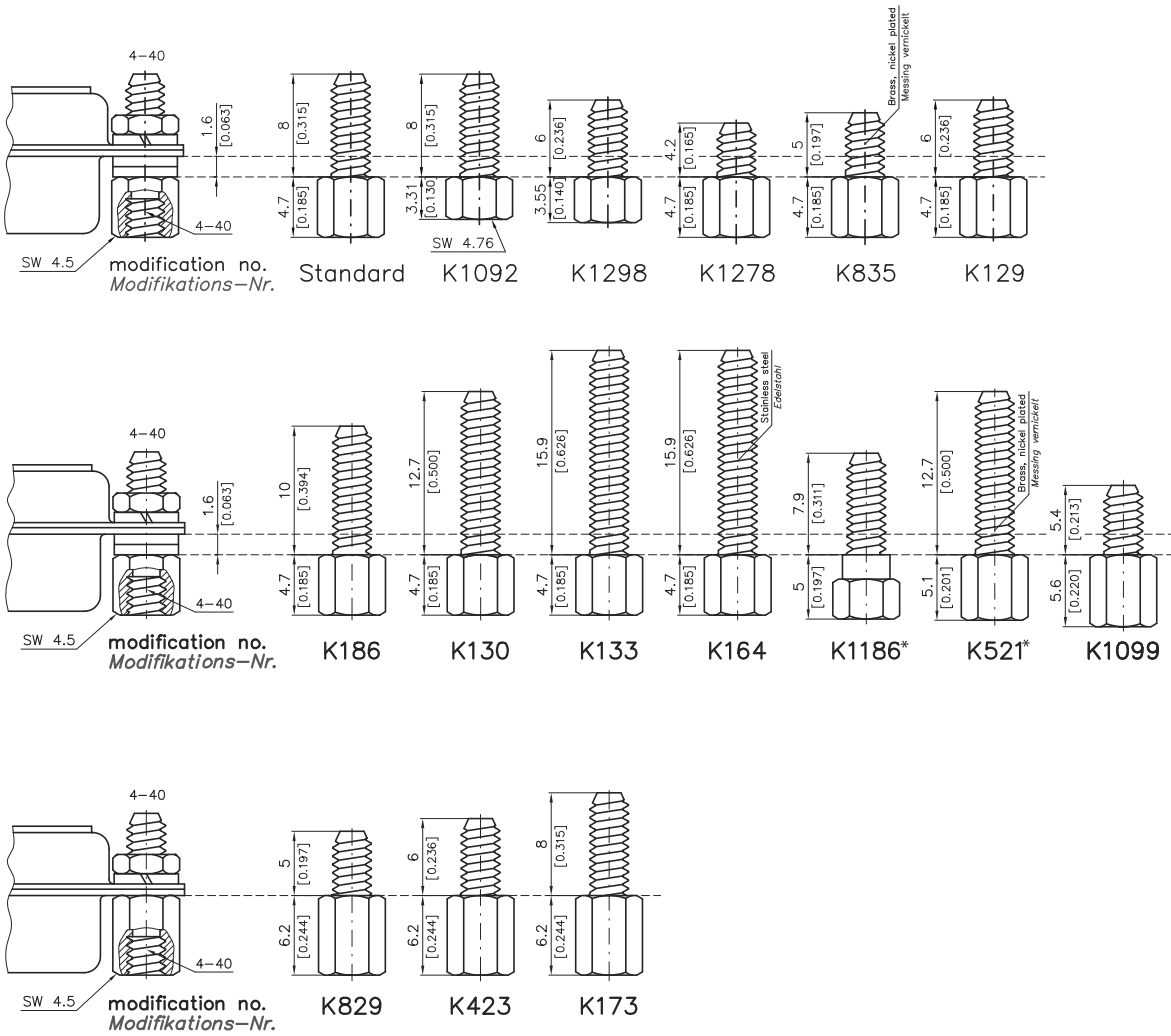 4-40
1.6
[0.063]
4-40
SW 4.5
modification no.
Modifikations-Nr.
8
[0.315]
4.7
[0.185]
Standard
8
[0.315]
3.31
[0.130]
SW 4.76
K1092
6
[0.236]
3.55
[0.140]
K1298
4.2
[0.165]
4.7
[0.185]
K1278
5
[0.197]
4.7
[0.185]
Brass, nickel plated
Messing vernickelt
K835
6
[0.236]
4.7
[0.185]
K129
4-40
1.6
[0.063]
4-40
SW 4.5
modification no.
Modifikations-Nr.
10
[0.394]
4.7
[0.185]
K186
12.7
[0.500]
4.7
[0.185]
K130
15.9
[0.626]
4.7
[0.185]
K133
15.9
[0.626]
4.7
[0.185]
Stainless steel
Edelstahl
K164
7.9
[0.311]
5
[0.197]
K1186*
12.7
[0.500]
5.1
[0.201]
Brass, nickel plated
Messing vernickelt
K521*
5.4
[0.213]
5.6
[0.220]
K1099
4-40
4-40
SW 4.5
modification no.
Modifikations-Nr.
5
[0.197]
6.2
[0.244]
K829
6
[0.236]
6.2
[0.244]
K423
8
[0.315]
6.2
[0.244]
K173